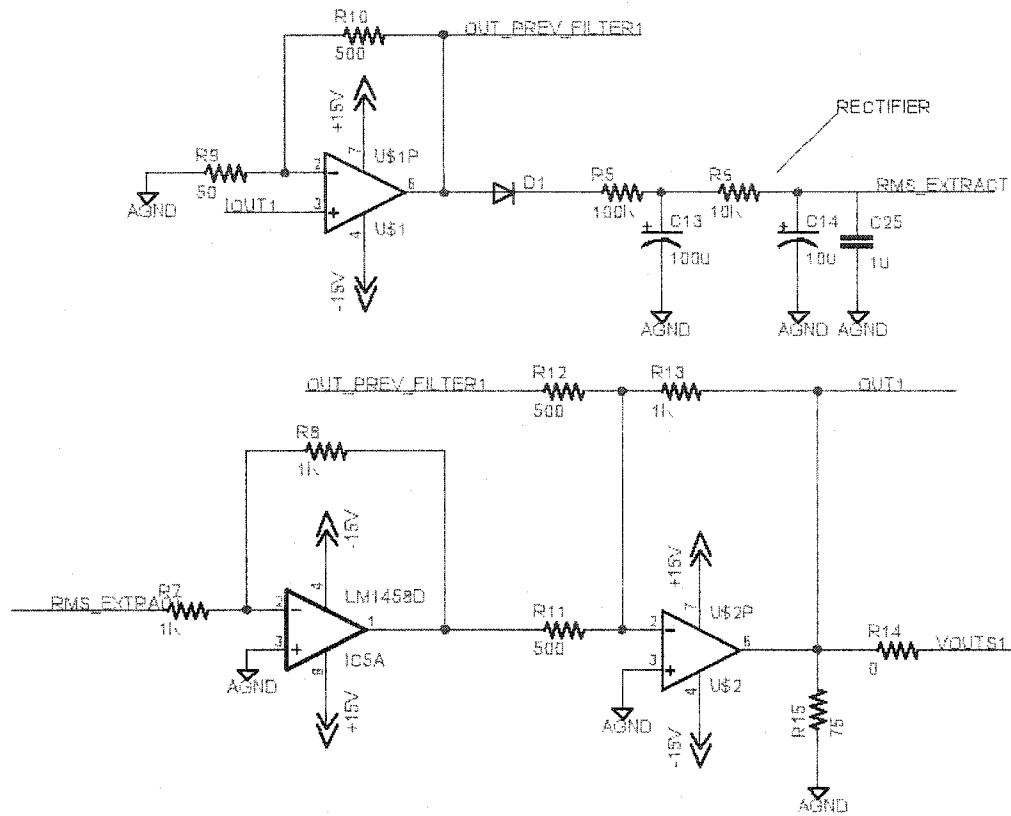 R10
OUT_PREV_FILTER1
500
+15V
RECTIFIER
R9
2
7
U$1P
6
D1
R5
R5
RMS_EXTRACT
50
AGND
IOUT1
3
4
U$1
100K
10K
C13
C14
C25
100U
10U
1U
-15V
AGND
AGND
AGND
OUT_PREV_FILTER1
R12
R13
OUT1
500
1K
R8
1K
-15V
+15V
RMS_EXTRACT
R7
2
4
LM1458D
1
R11
2
7
U$2P
6
R14
VOUTS1
1K
3
IC5A
500
3
0
AGND
8
4
U$2
+15V
AGND
-15V
R15
75
AGND